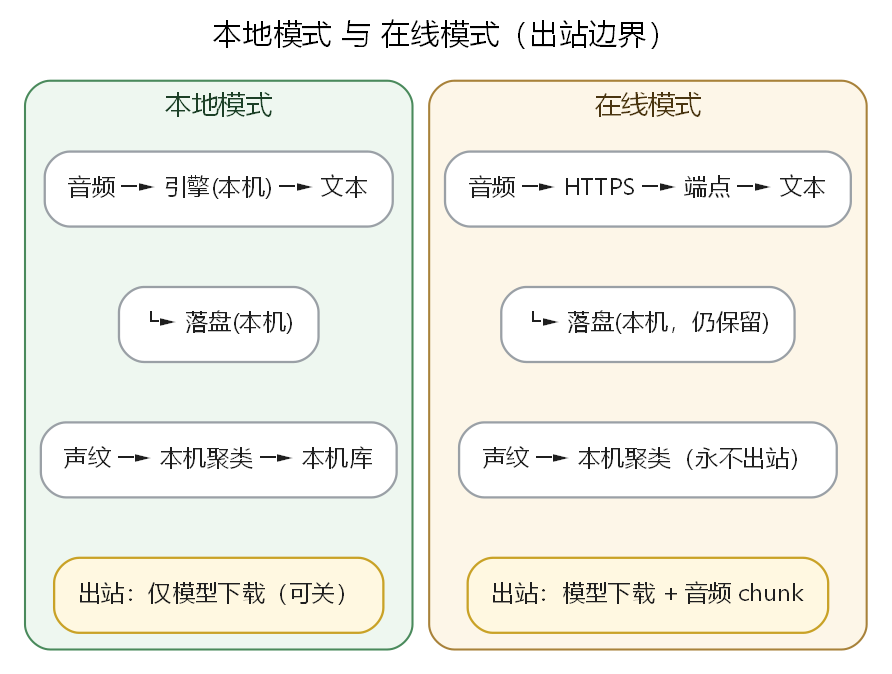 本地模式 与 在线模式（出站边界）
本地模式
音频 → 引擎(本机) → 文本
↳ 落盘(本机)
声纹 → 本机聚类 → 本机库
出站：仅模型下载（可关）
在线模式
音频 → HTTPS → 端点 → 文本
↳ 落盘(本机，仍保留)
声纹 → 本机聚类（永不出站）
出站：模型下载 + 音频 chunk